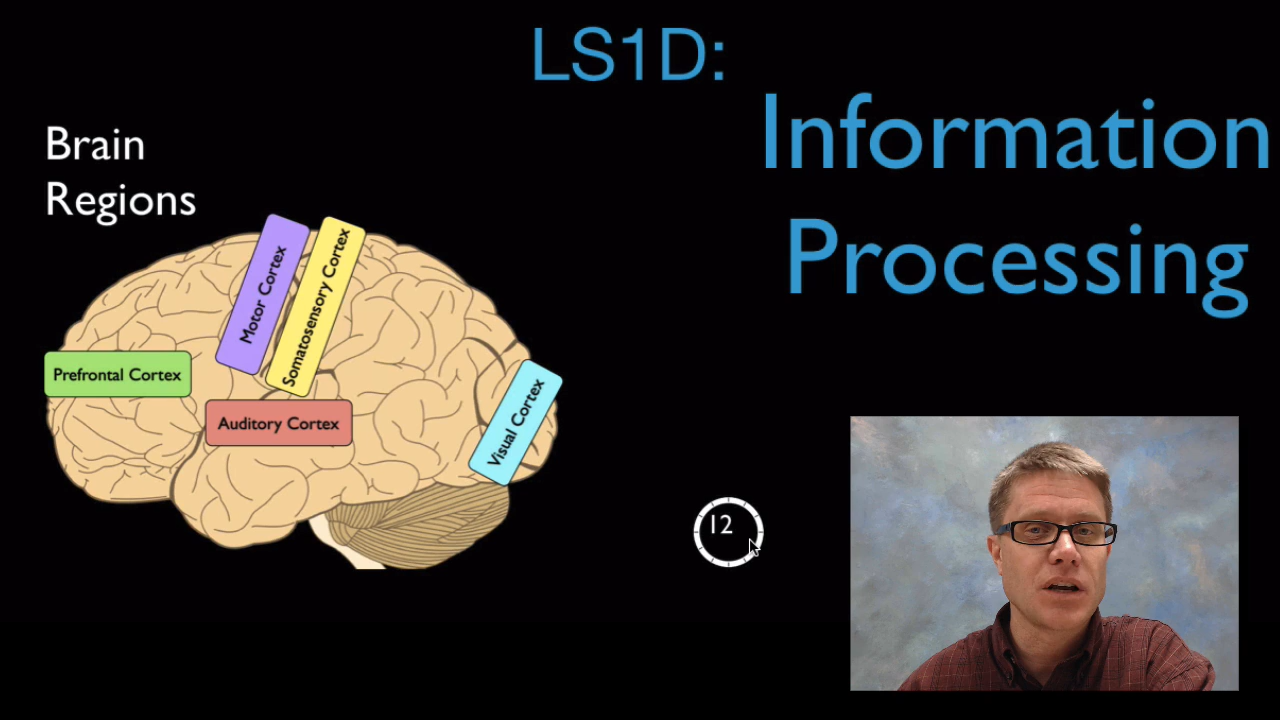 LS1D:
Information
Processing
Brain
Regions
Motor Cortex
Somatosensory Cortex
Prefrontal Cortex
Auditory Cortex
Visual Cortex
12